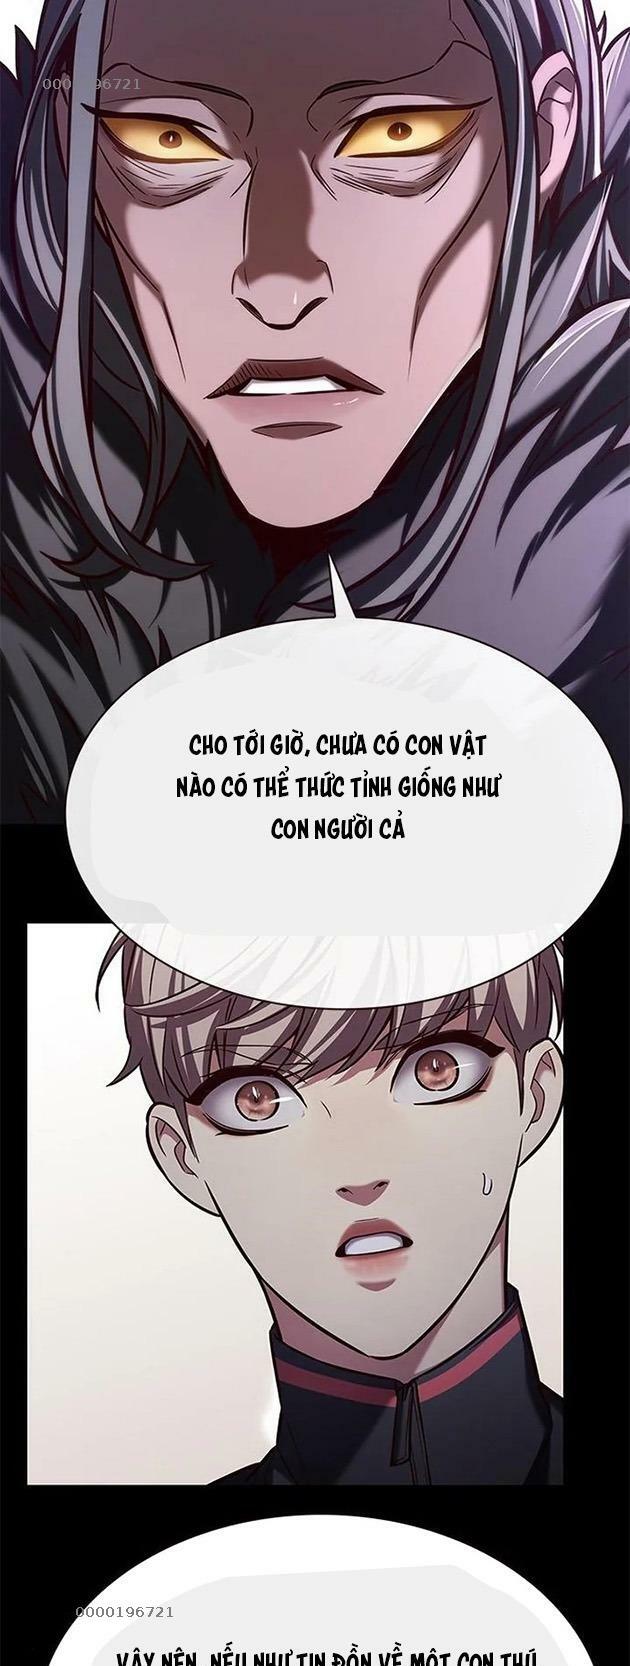 0000196721
CHO TỚI GIỜ, CHƯA CÓ CON VẬT
NÀO CÓ THỂ THỨC TỈNH GIỐNG NHƯ
CON NGƯỜI CẢ
0000196721
VẬY NÊN, NẾU NHƯ TIN ĐỒN VỀ MỘT CON THÚ